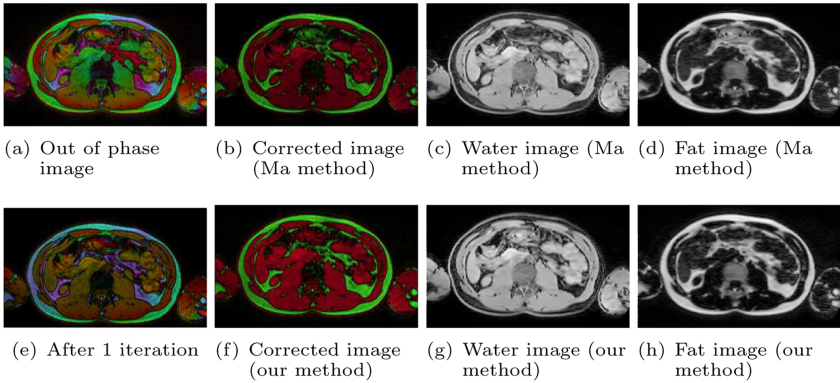 (a) Out of phase
image
(b) Corrected image
(Ma method)
(c) Water image (Ma
method)
(d) Fat image (Ma
method)
(e) After 1 iteration
(f) Corrected image
(our method)
(g) Water image (our
method)
(h) Fat image (our
method)